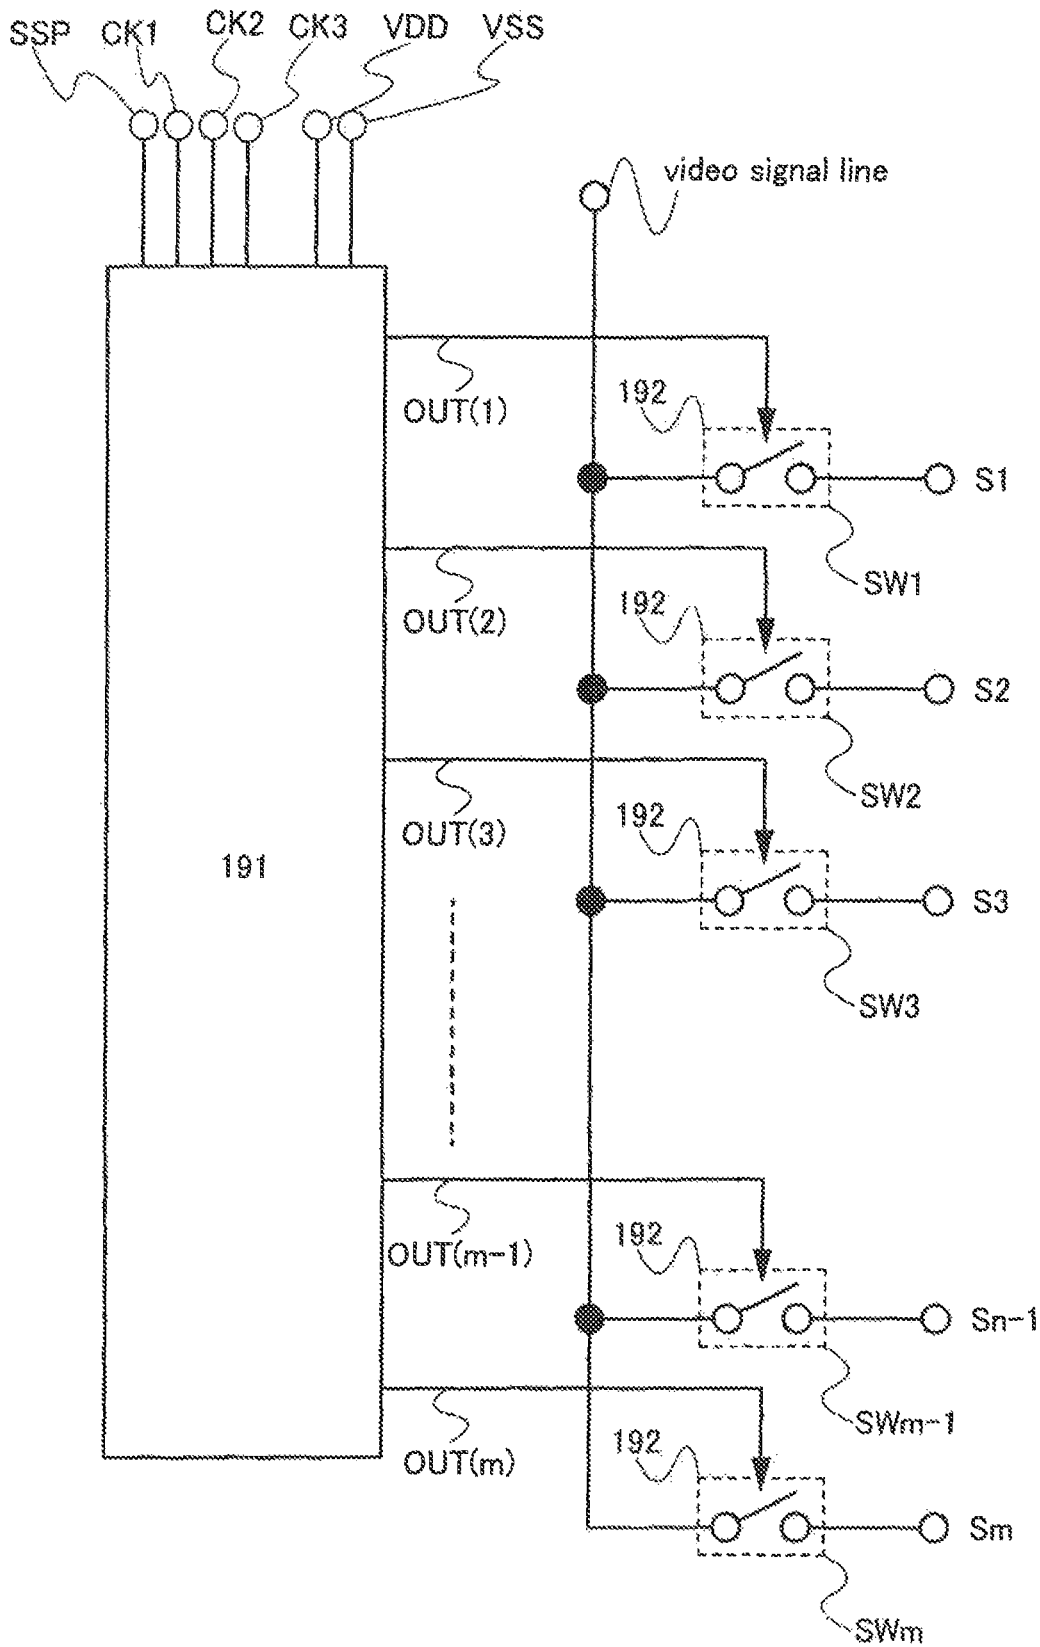 SSP CK1 CK2 CK3 VDD VSS
video signal line
192
OUT(1)
S1
SW1
192
OUT(2)
S2
SW2
192
OUT(3)
191
S3
SW3
192
OUT(m-1)
Sn-1
SWm-1
192
OUT(m)
Sm
SWm